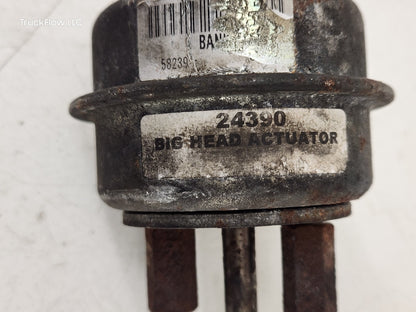 TruckFlow LLC
BAN
58239
24390
BIG HEAD ACTUATOR